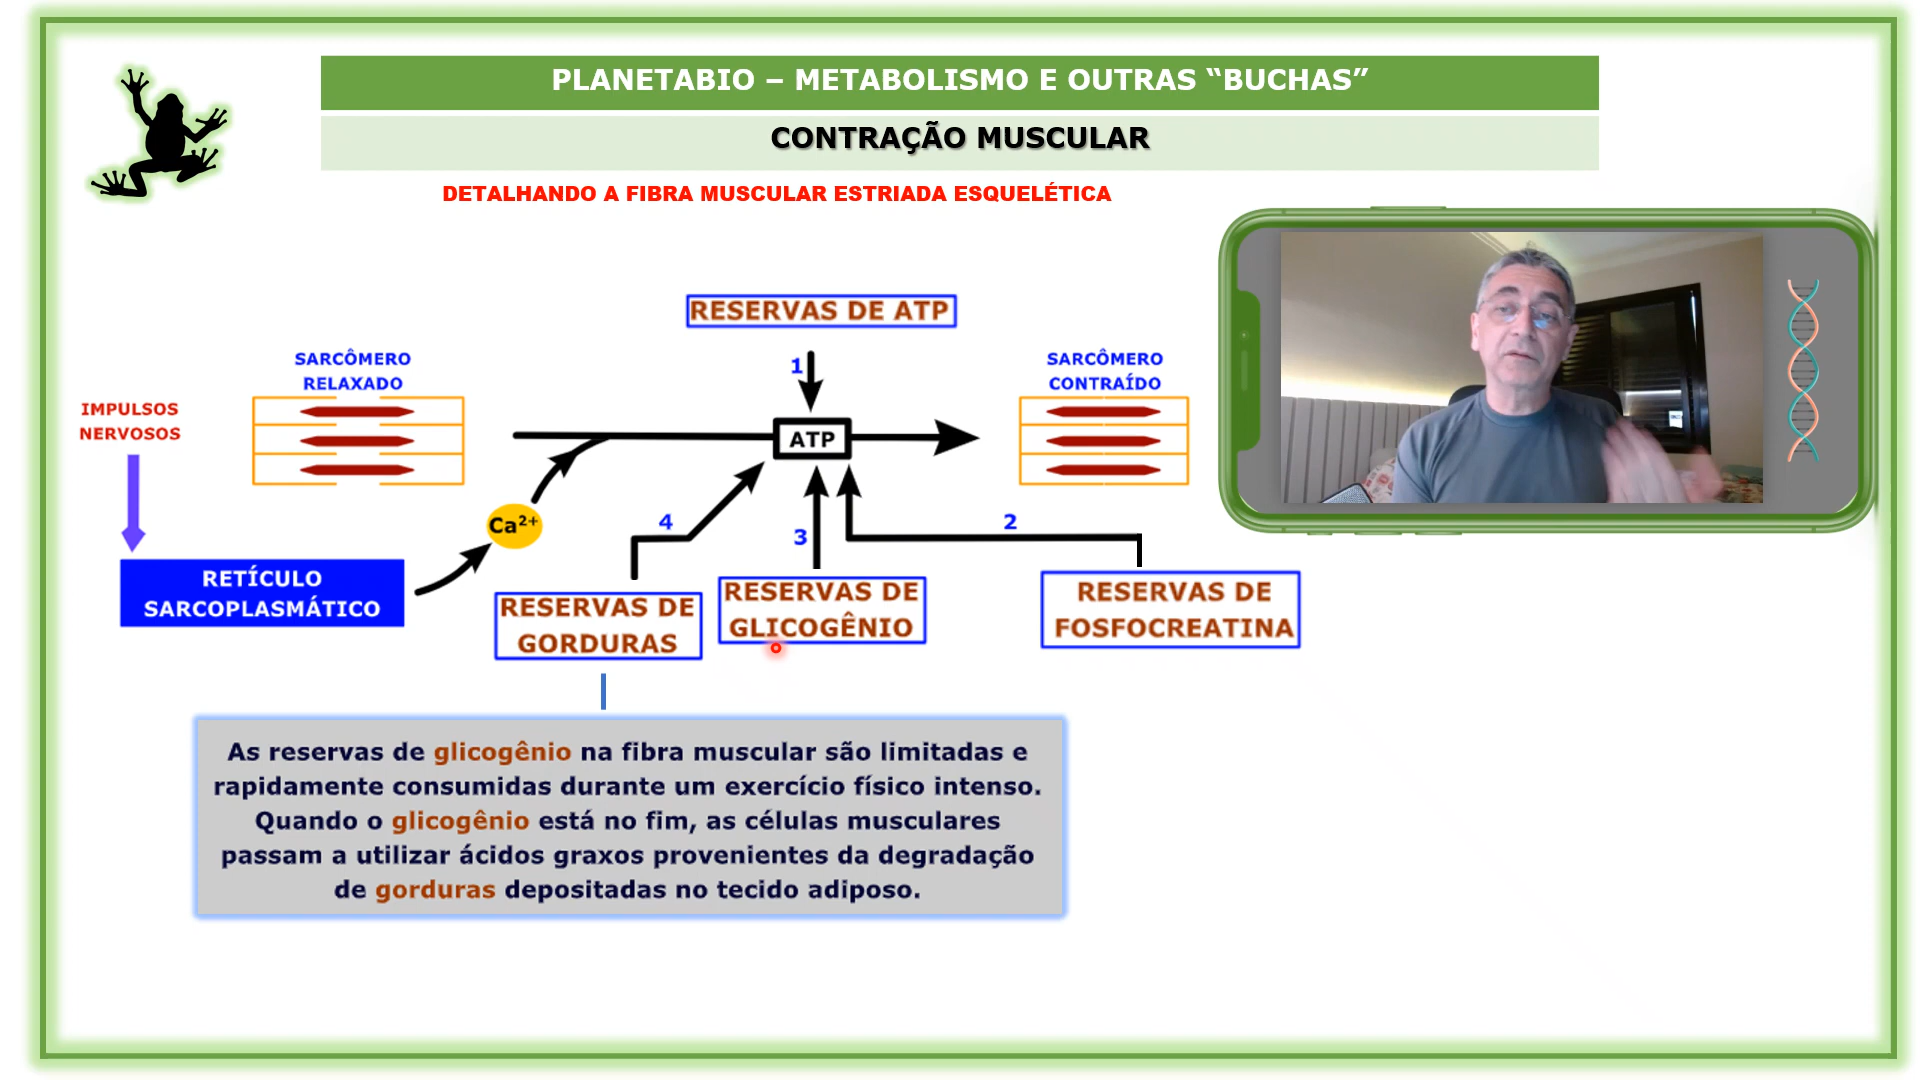 PLANETABIO – METABOLISMO E OUTRAS “BUCHAS”
CONTRAÇÃO MUSCULAR
DETALHANDO A FIBRA MUSCULAR ESTRIADA ESQUELÉTICA
RESERVAS DE ATP
1
SARCÔMERO
RELAXADO
SARCÔMERO
CONTRAÍDO
IMPULSOS
NERVOSOS
ATP
Ca²⁺
4
3
2
RETÍCULO
SARCOPLASMÁTICO
RESERVAS DE
GORDURAS
RESERVAS DE
GLICOGÊNIO
RESERVAS DE
FOSFOCREATINA
As reservas de glicogênio na fibra muscular são limitadas e
rapidamente consumidas durante um exercício físico intenso.
Quando o glicogênio está no fim, as células musculares
passam a utilizar ácidos graxos provenientes da degradação
de gorduras depositadas no tecido adiposo.